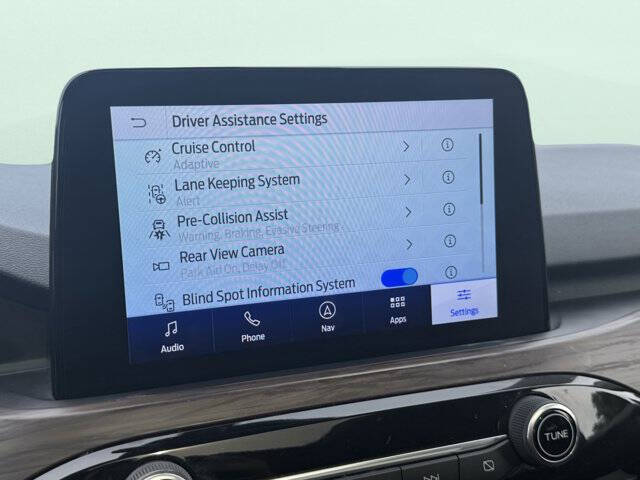 Driver Assistance Settings
Cruise Control
Adaptive
Lane Keeping System
Alert
Pre-Collision Assist
Warning, Braking, Evasive Steering
Rear View Camera
Park Aid On, Delay Off
Blind Spot Information System
Audio
Phone
Nav
Apps
Settings
TUNE